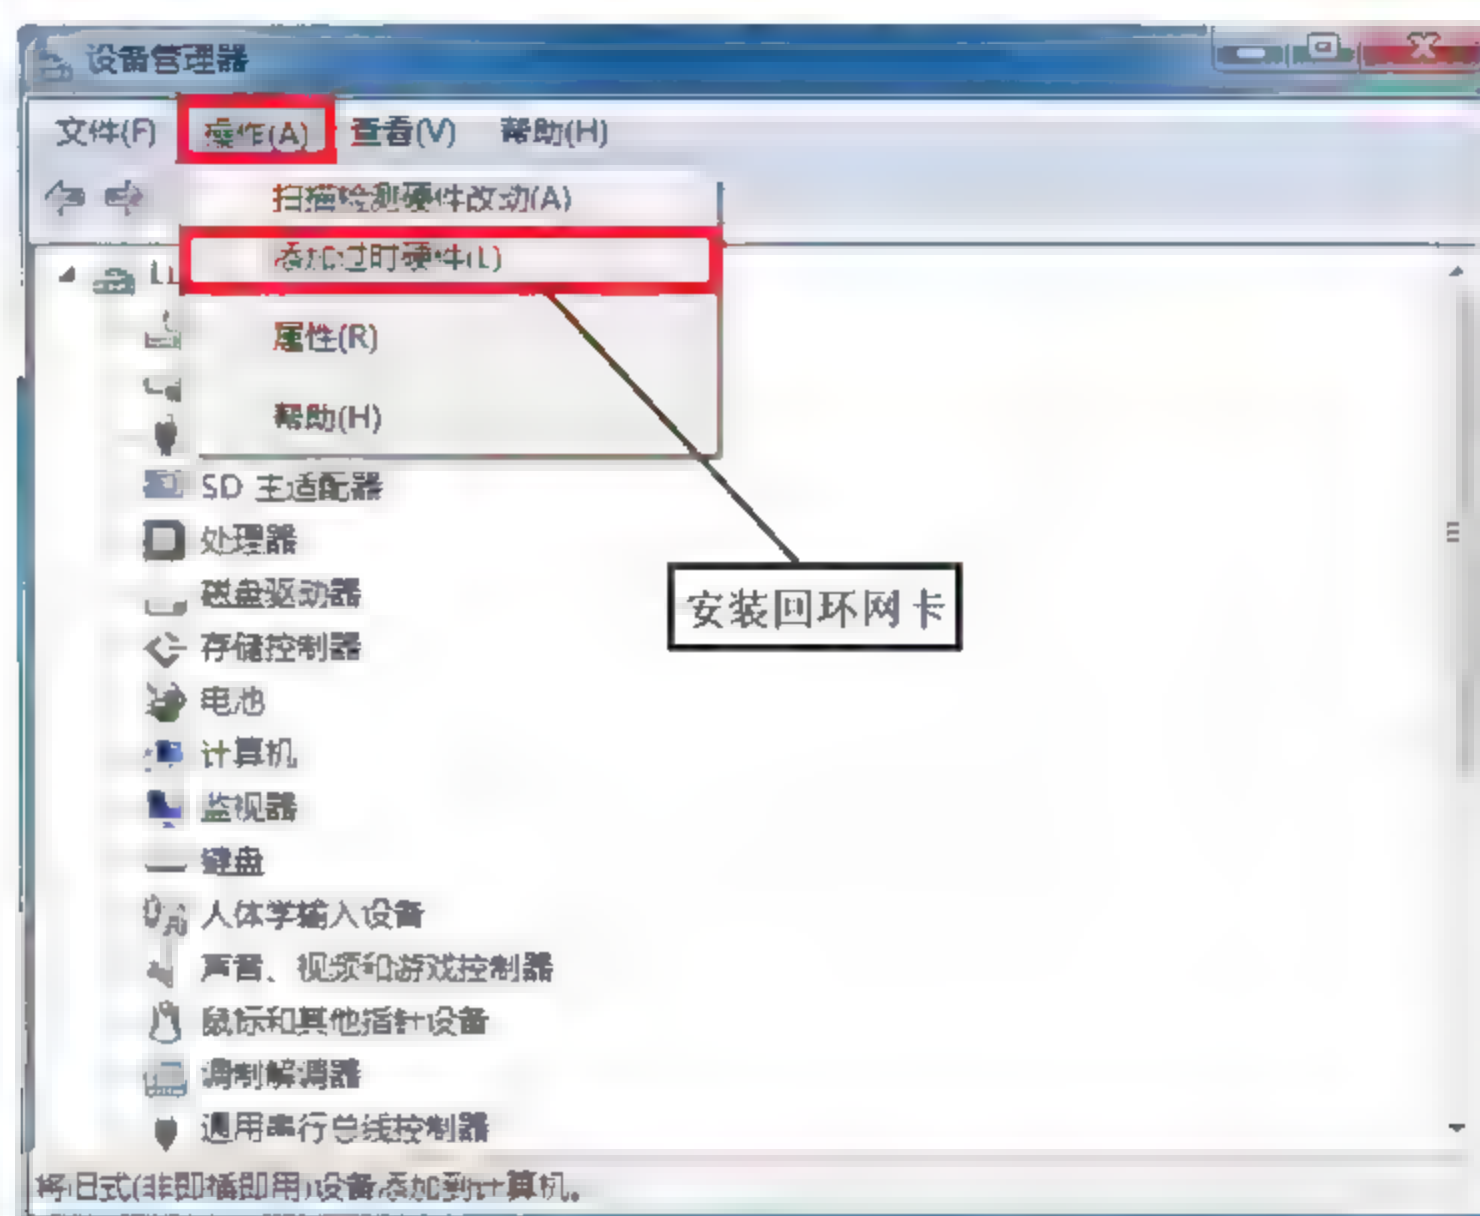 设备管理器
文件(F) 操作(A) 查看(V) 帮助(H)
扫描检测硬件改动(A)
添加过时硬件(L)
属性(R)
帮助(H)
SD 主适配器
处理器
安装回环网卡
磁盘驱动器
存储控制器
电池
计算机
监视器
键盘
人体学输入设备
声音、视频和游戏控制器
鼠标和其他指针设备
调制解调器
通用串行总线控制器
将旧式(非即插即用)设备添加到计算机。